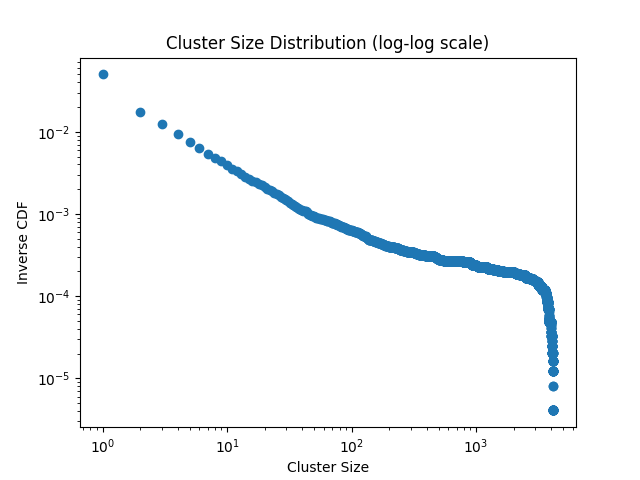 Cluster Size Distribution (log-log scale)
Inverse CDF
10⁻²
10⁻³
10⁻⁴
10⁻⁵
10⁰ 10¹ 10² 10³
Cluster Size